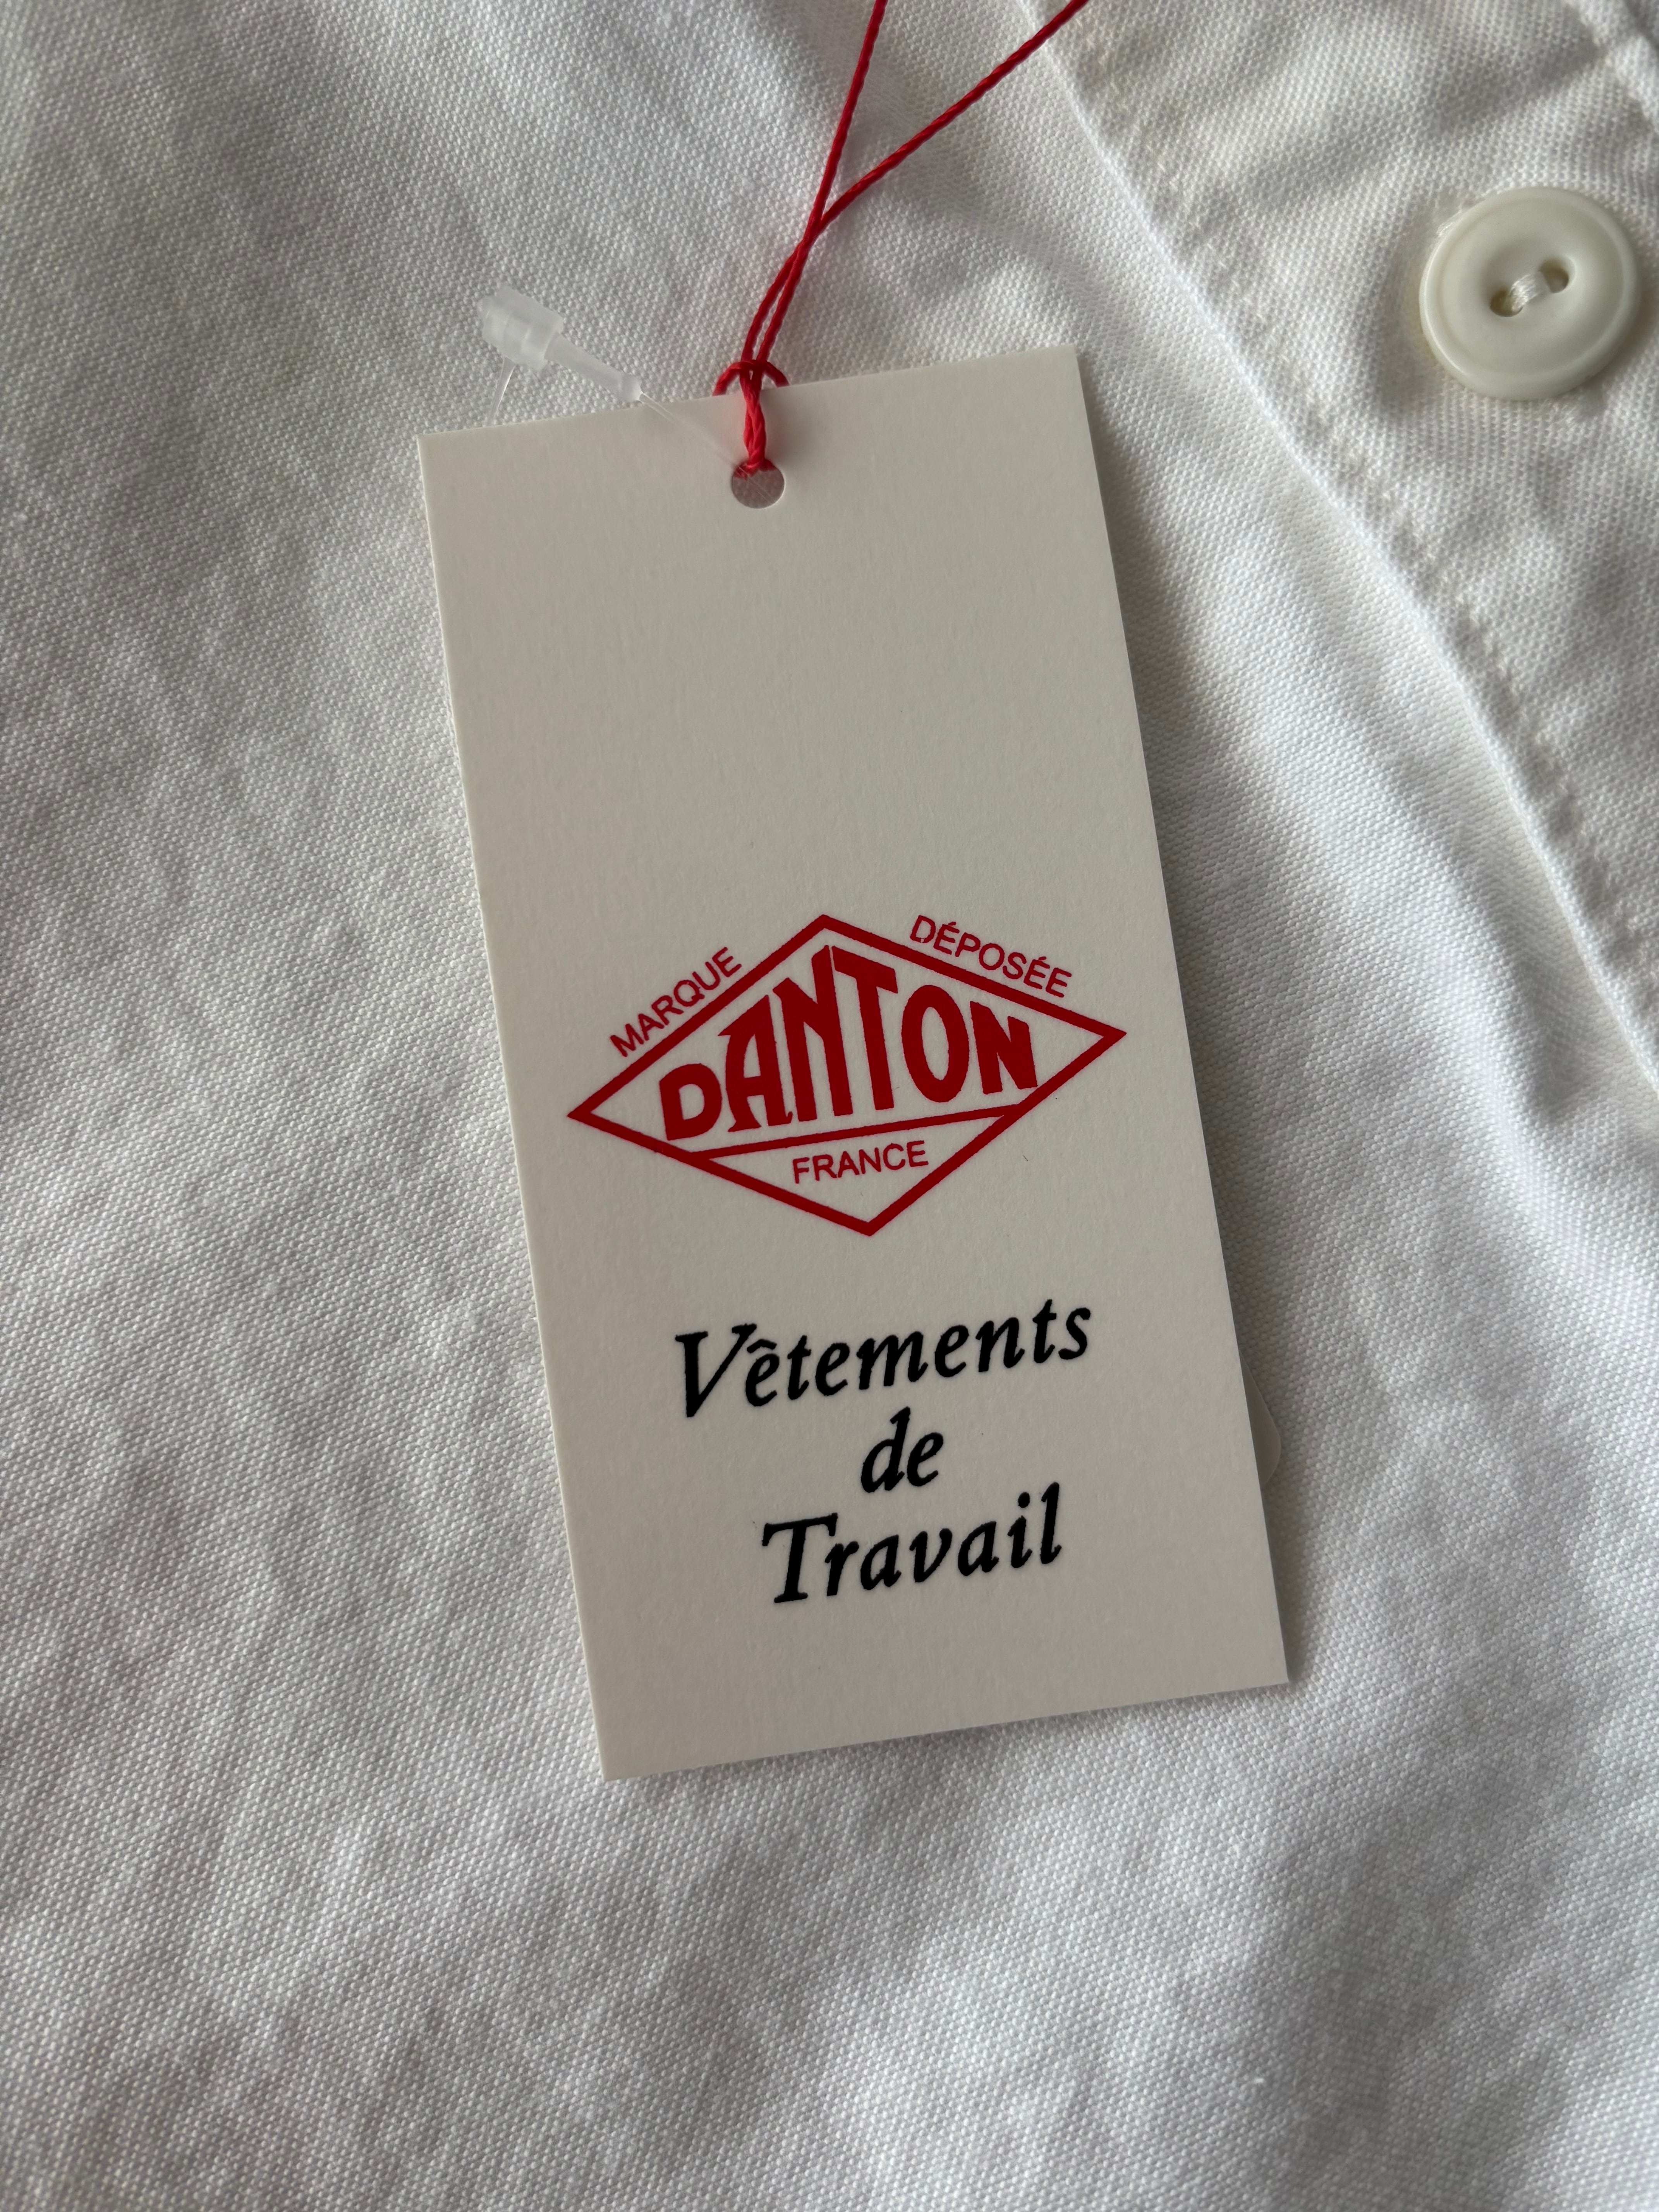 MARQUE DÉPOSÉE
DANTON
FRANCE
Vêtements
de
Travail